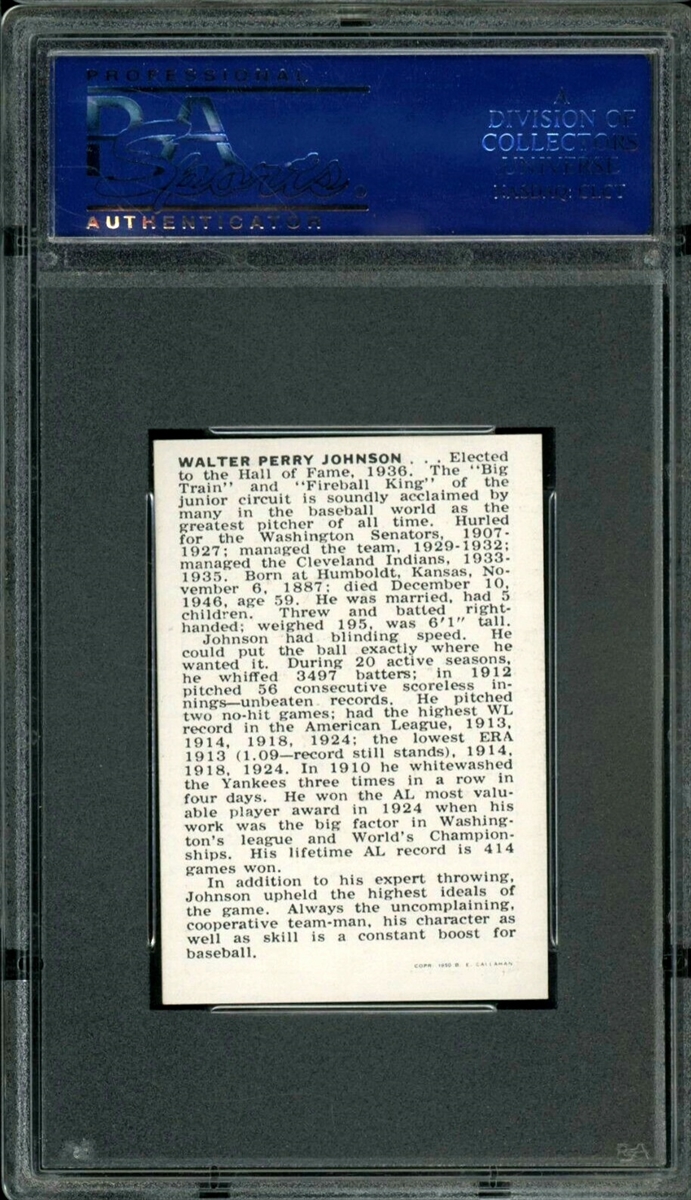 PROFESSIONAL
PSA
Sports
AUTHENTICATOR
A
DIVISION OF
COLLECTORS
UNIVERSE
NASDAQ: CLCT
WALTER PERRY JOHNSON . . . Elected
to the Hall of Fame, 1936. The "Big
Train" and "Fireball King" of the
junior circuit is soundly acclaimed by
many in the baseball world as the
greatest pitcher of all time. Hurled
for the Washington Senators, 1907-
1927; managed the team, 1929-1932;
managed the Cleveland Indians, 1933-
1935. Born at Humboldt, Kansas, No-
vember 6, 1887; died December 10,
1946, age 59. He was married, had 5
children. Threw and batted right-
handed; weighed 195, was 6'1" tall.
Johnson had blinding speed. He
could put the ball exactly where he
wanted it. During 20 active seasons,
he whiffed 3497 batters; in 1912
pitched 56 consecutive scoreless in-
nings—unbeaten records. He pitched
two no-hit games; had the highest WL
record in the American League, 1913,
1914, 1918, 1924; the lowest ERA
1913 (1.09—record still stands), 1914,
1918, 1924. In 1910 he whitewashed
the Yankees three times in a row in
four days. He won the AL most valu-
able player award in 1924 when his
work was the big factor in Washing-
ton's league and World's Champion-
ships. His lifetime AL record is 414
games won.
In addition to his expert throwing,
Johnson upheld the highest ideals of
the game. Always the uncomplaining,
cooperative team-man, his character as
well as skill is a constant boost for
baseball.
COPR. 1950 B. E. CALLAHAN
PSA